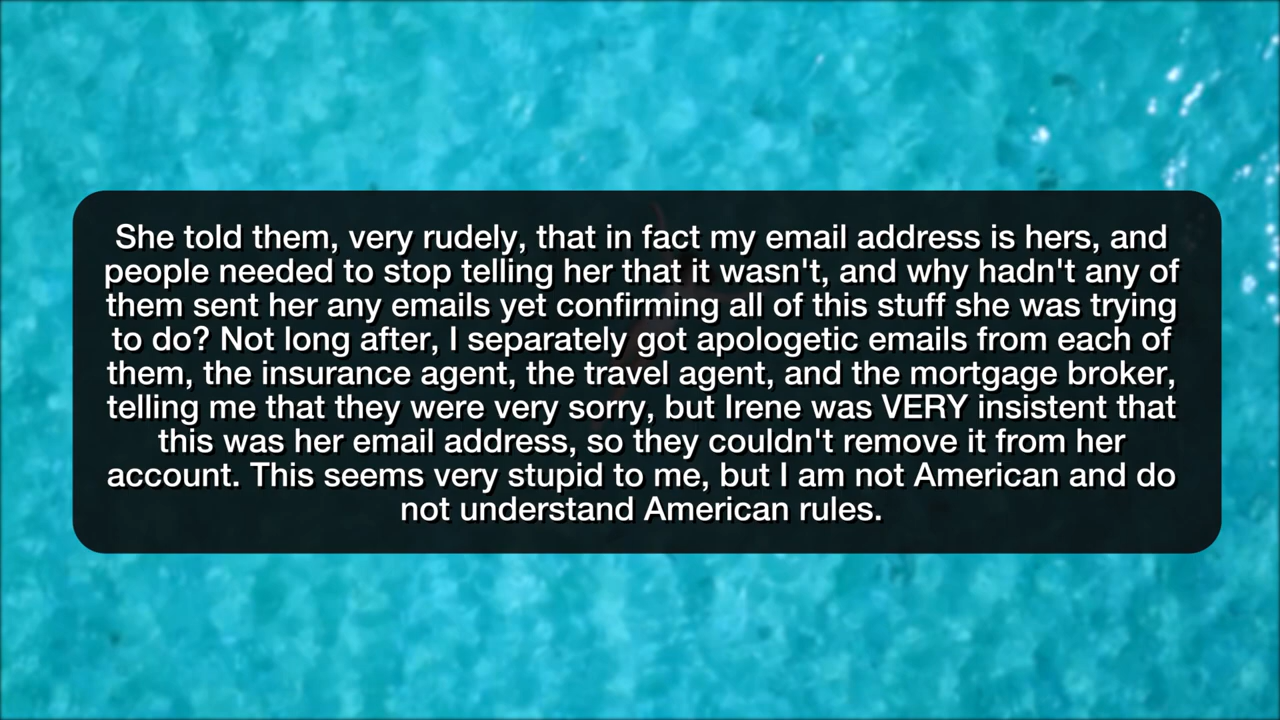 She told them, very rudely, that in fact my email address is hers, and
people needed to stop telling her that it wasn't, and why hadn't any of
them sent her any emails yet confirming all of this stuff she was trying
to do? Not long after, I separately got apologetic emails from each of
them, the insurance agent, the travel agent, and the mortgage broker,
telling me that they were very sorry, but Irene was VERY insistent that
this was her email address, so they couldn't remove it from her
account. This seems very stupid to me, but I am not American and do
not understand American rules.